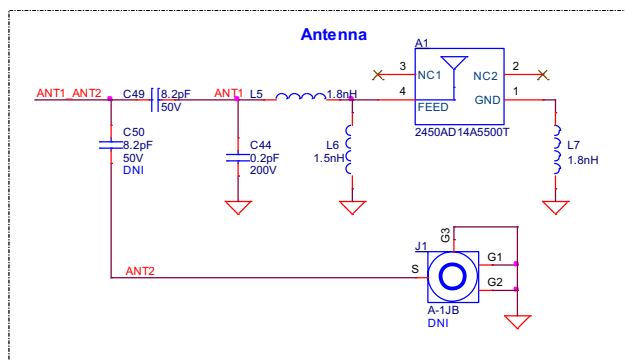 Antenna
A1
3
NC1
NC2
2
ANT1_ANT2
C49
8.2pF
50V
ANT1
L5
1.8nH
4
FEED
GND
1
2450AD14A5500T
C50
8.2pF
50V
DNI
C44
0.2pF
200V
L6
1.5nH
L7
1.8nH
G3
J1
G1
ANT2
S
G2
A-1JB
DNI